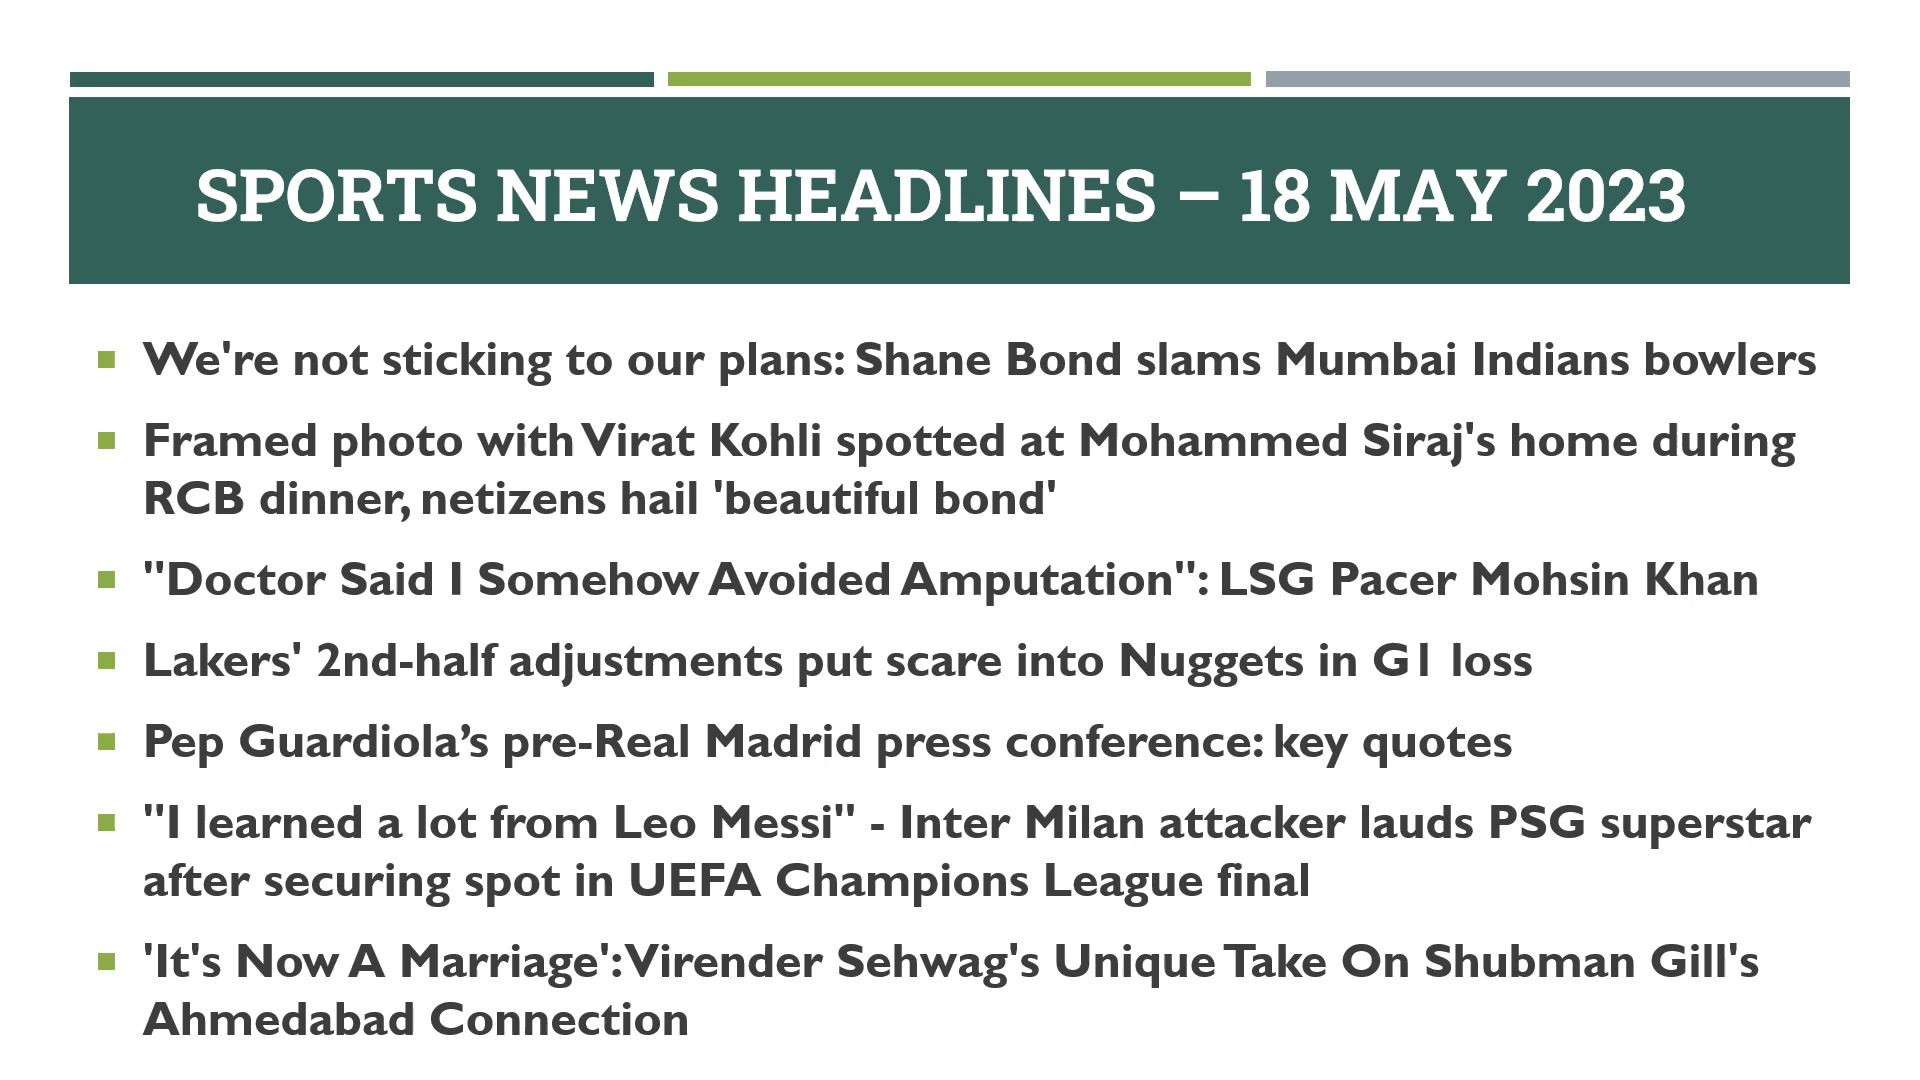 SPORTS NEWS HEADLINES – 18 MAY 2023
We're not sticking to our plans: Shane Bond slams Mumbai Indians bowlers
Framed photo with Virat Kohli spotted at Mohammed Siraj's home during
RCB dinner, netizens hail 'beautiful bond'
"Doctor Said I Somehow Avoided Amputation": LSG Pacer Mohsin Khan
Lakers' 2nd-half adjustments put scare into Nuggets in G1 loss
Pep Guardiola’s pre-Real Madrid press conference: key quotes
"I learned a lot from Leo Messi" - Inter Milan attacker lauds PSG superstar
after securing spot in UEFA Champions League final
'It's Now A Marriage': Virender Sehwag's Unique Take On Shubman Gill's
Ahmedabad Connection